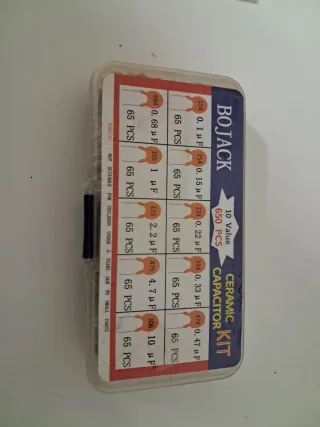 BOJACK
10 Value
650 PCS
CERAMIC
CAPACITOR
KIT
104 0.1 μF
65 PCS
154 0.15 μF
65 PCS
224 0.22 μF
65 PCS
334 0.33 μF
65 PCS
474 0.47 μF
65 PCS
684 0.68 μF
65 PCS
105 1 μF
65 PCS
225 2.2 μF
65 PCS
475 4.7 μF
65 PCS
106 10 μF
65 PCS
NOT SUITABLE FOR CHILDREN UNDER 8 YEARS DUE TO SMALL PARTS